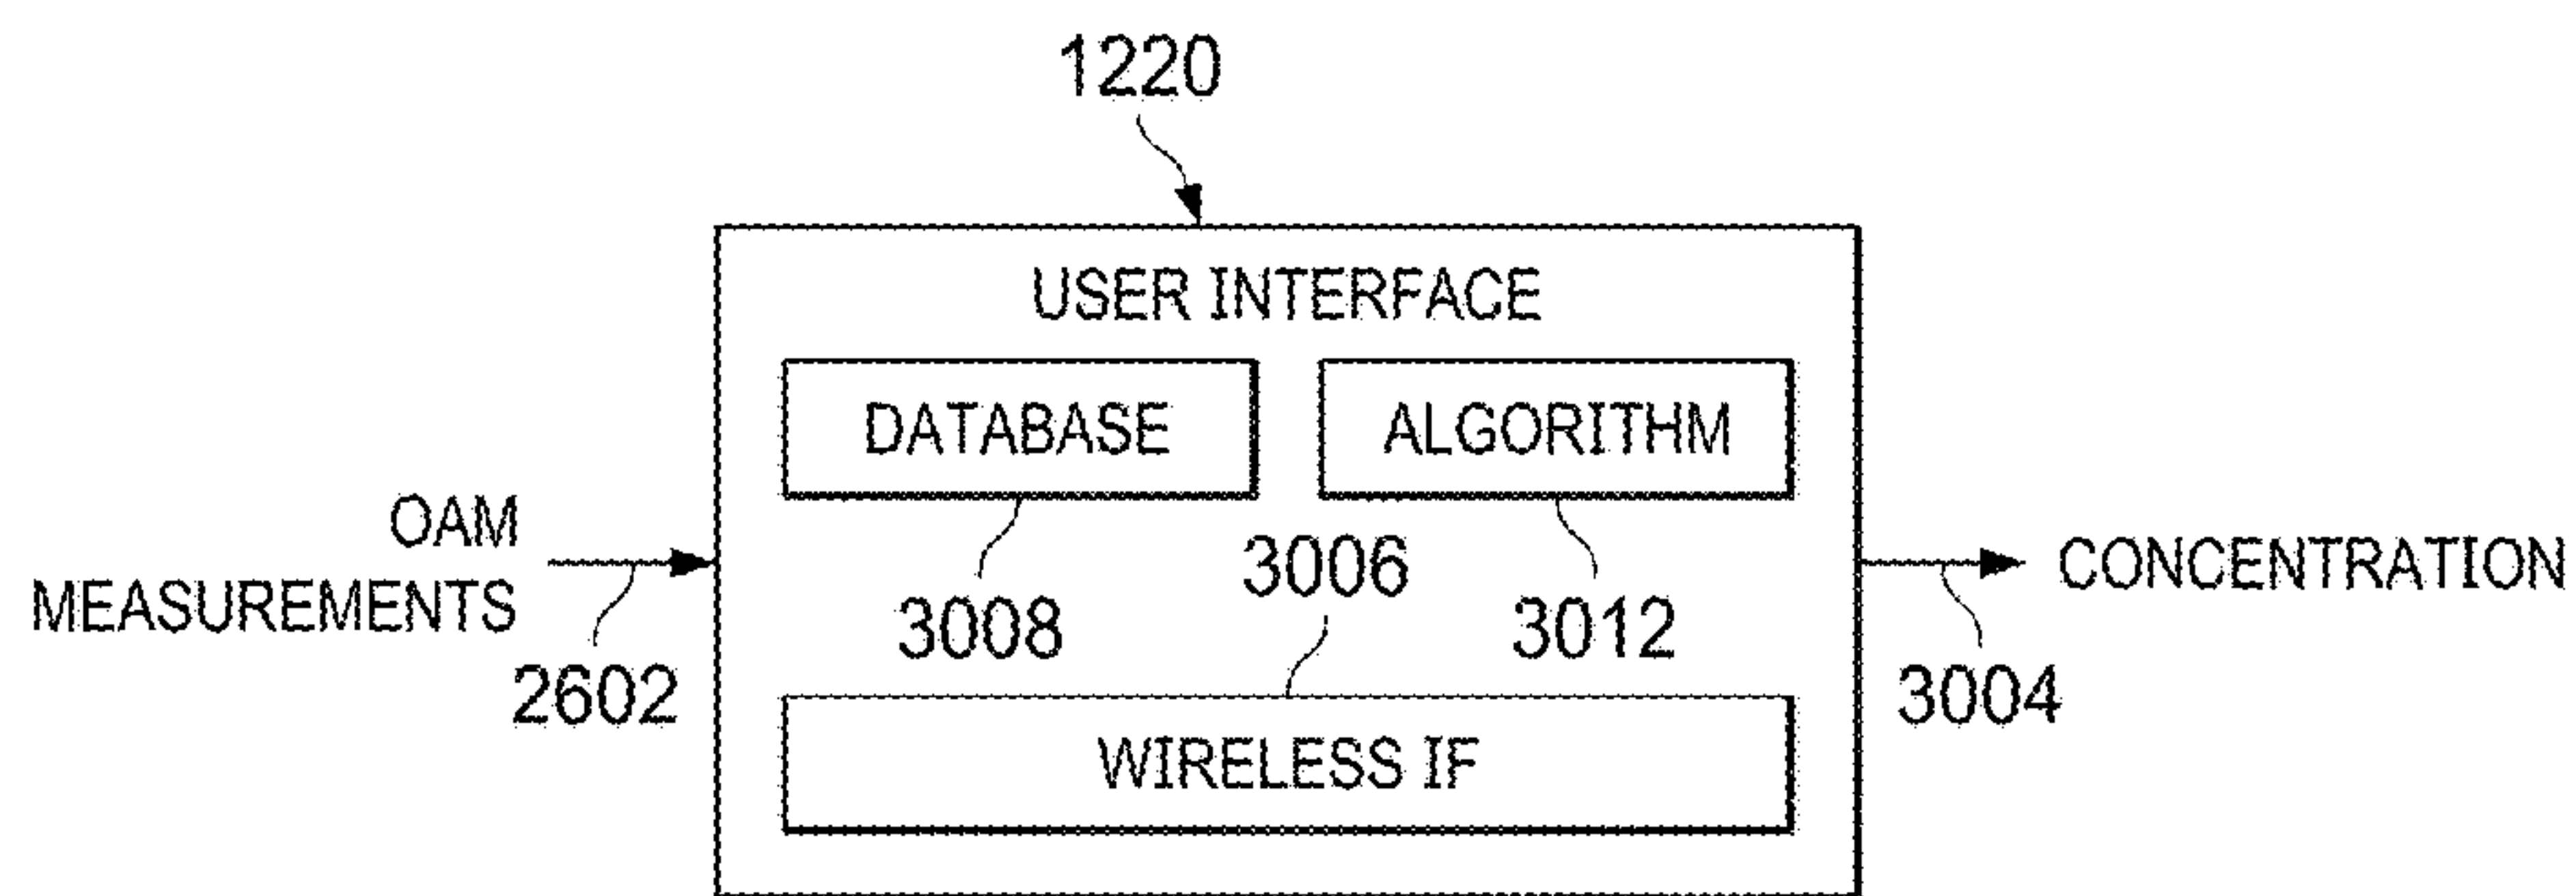 1220
USER INTERFACE
DATABASE
ALGORITHM
OAM
MEASUREMENTS
2602
3008
3006
3012
CONCENTRATION
3004
WIRELESS IF